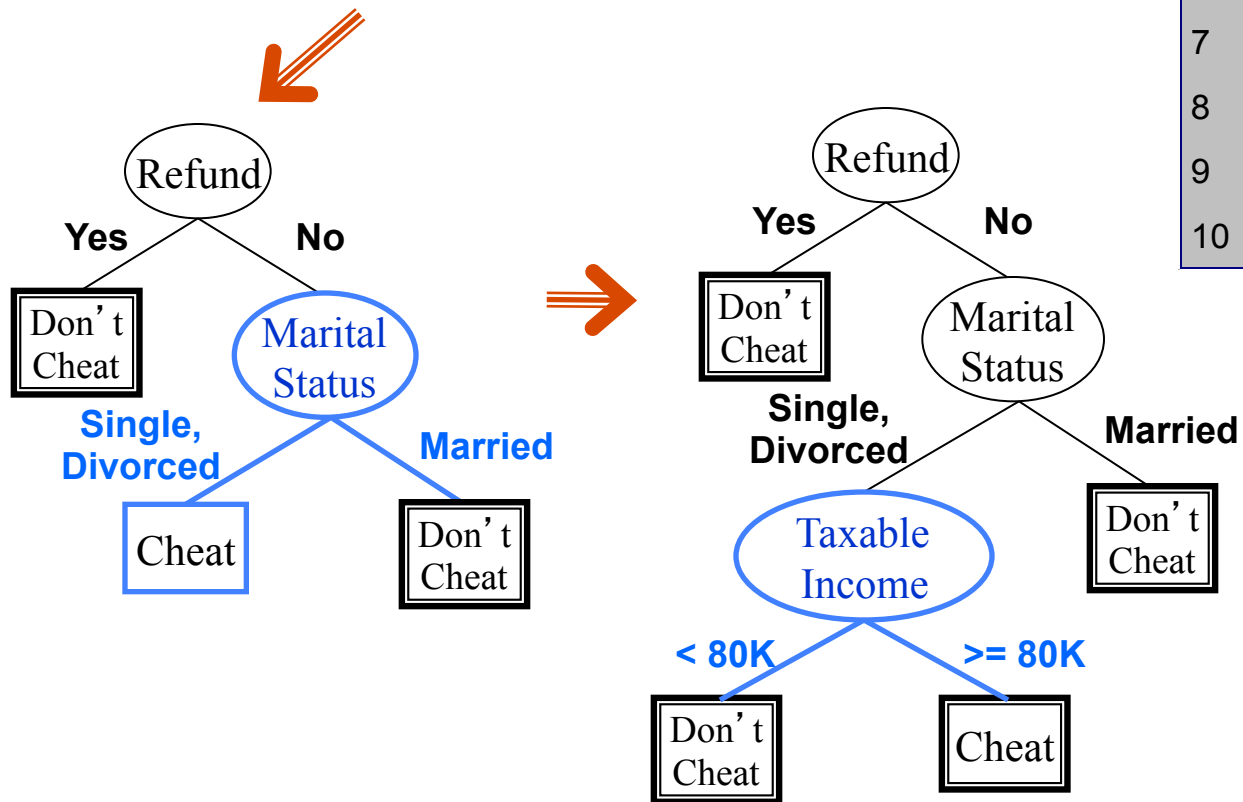 Refund
Yes
No
Don't
Cheat
Marital
Status
Single,
Divorced
Married
Cheat
Don't
Cheat
Refund
Yes
No
Don't
Cheat
Marital
Status
Single,
Divorced
Married
Taxable
Income
Don't
Cheat
< 80K
>= 80K
Don't
Cheat
Cheat
7
8
9
10